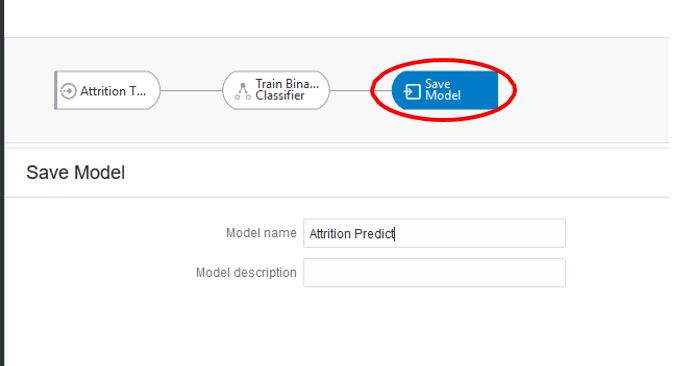 Attrition T...
Train Bina...
Classifier
Save
Model
Save Model
Model name
Attrition Predict
Model description